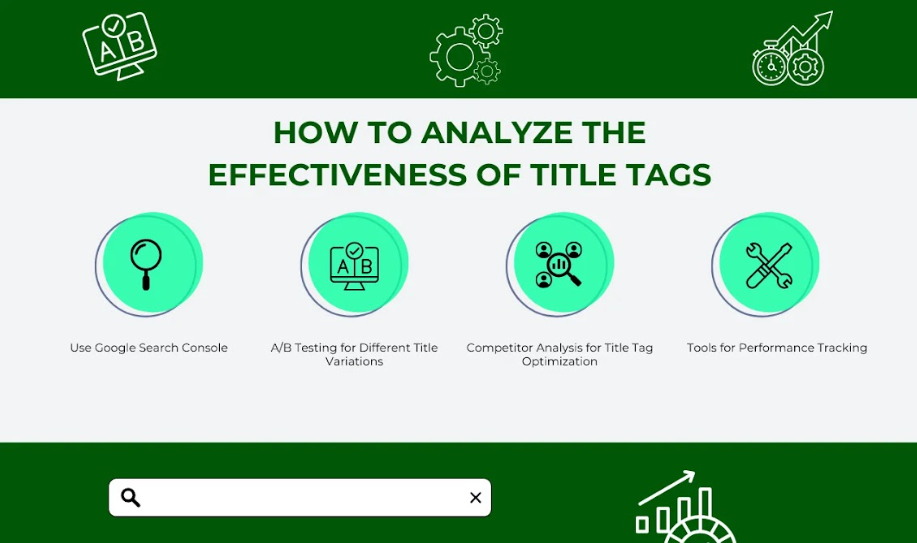 A B
HOW TO ANALYZE THE
EFFECTIVENESS OF TITLE TAGS
A B
Use Google Search Console
A/B Testing for Different Title
Variations
Competitor Analysis for Title Tag
Optimization
Tools for Performance Tracking